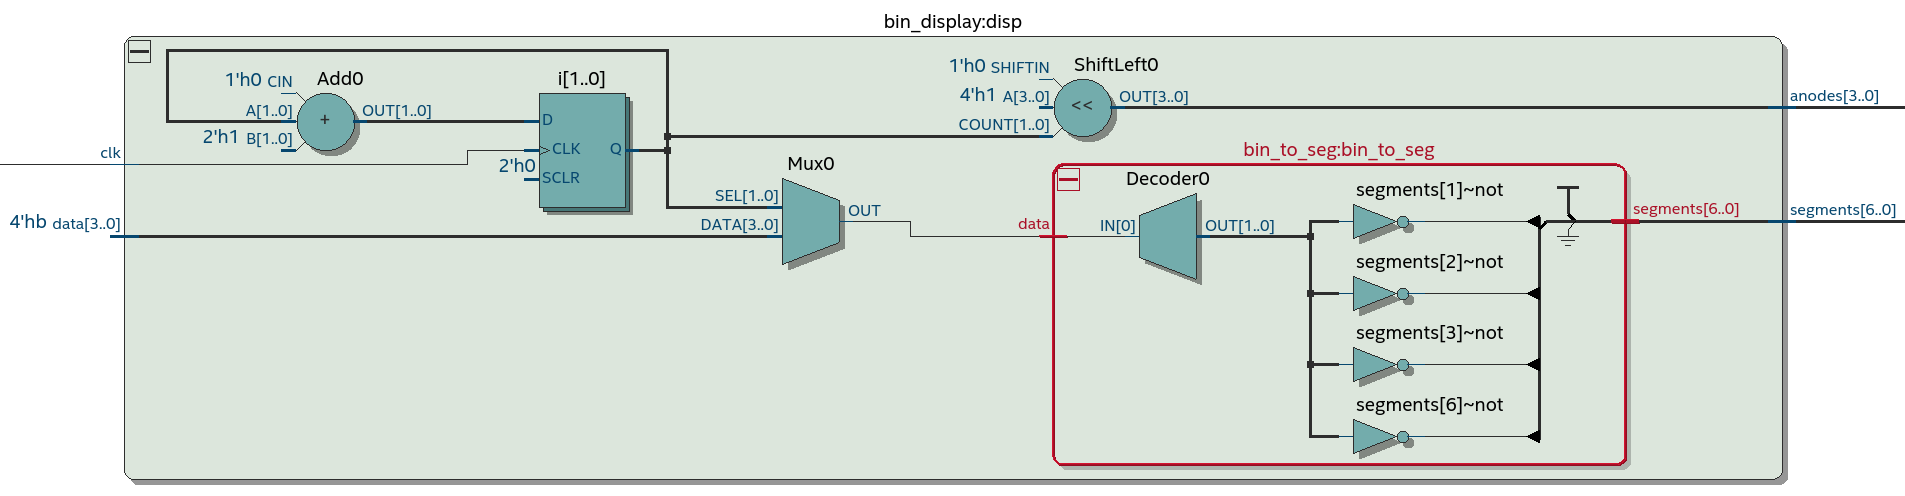 bin_display:disp
1'h0 CIN
Add0
A[1..0]
OUT[1..0]
2'h1 B[1..0]
+
i[1..0]
D
CLK
Q
2'h0
SCLR
clk
4'hb data[3..0]
1'h0 SHIFTIN
ShiftLeft0
4'h1 A[3..0]
OUT[3..0]
<<
COUNT[1..0]
anodes[3..0]
Mux0
SEL[1..0]
OUT
DATA[3..0]
bin_to_seg:bin_to_seg
data
Decoder0
IN[0]
OUT[1..0]
segments[1]~not
segments[2]~not
segments[3]~not
segments[6]~not
segments[6..0]
segments[6..0]